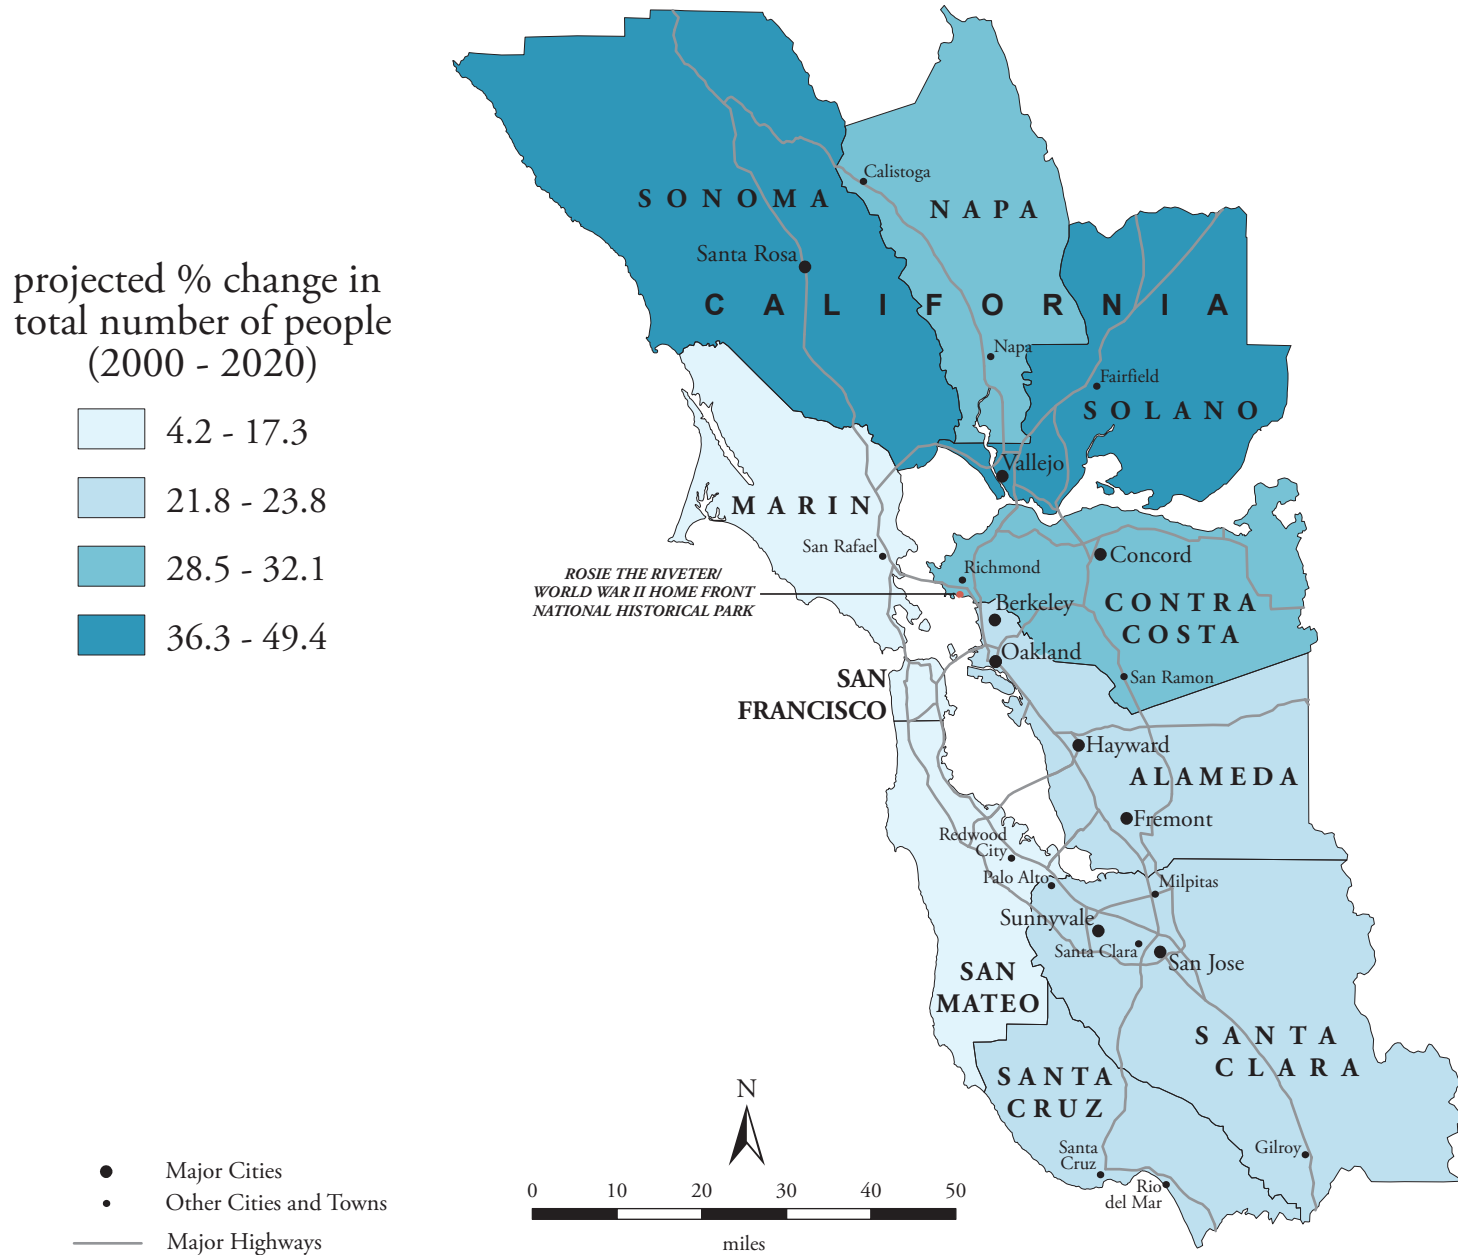 projected % change in
total number of people
(2000 - 2020)
4.2 - 17.3
21.8 - 23.8
28.5 - 32.1
36.3 - 49.4
Calistoga
SONOMA
NAPA
Santa Rosa
CALIFORNIA
Napa
Fairfield
SOLANO
Vallejo
MARIN
San Rafael
Concord
Richmond
ROSIE THE RIVETER/
WORLD WAR II HOME FRONT
NATIONAL HISTORICAL PARK
Berkeley
CONTRA
COSTA
Oakland
San Ramon
SAN
FRANCISCO
Hayward
ALAMEDA
Fremont
Redwood
City
Palo Alto
Milpitas
Sunnyvale
Santa Clara
San Jose
SAN
MATEO
SANTA
CLARA
SANTA
CRUZ
Santa
Cruz
Gilroy
Rio
del Mar
N
0 10 20 30 40 50
miles
Major Cities
Other Cities and Towns
Major Highways